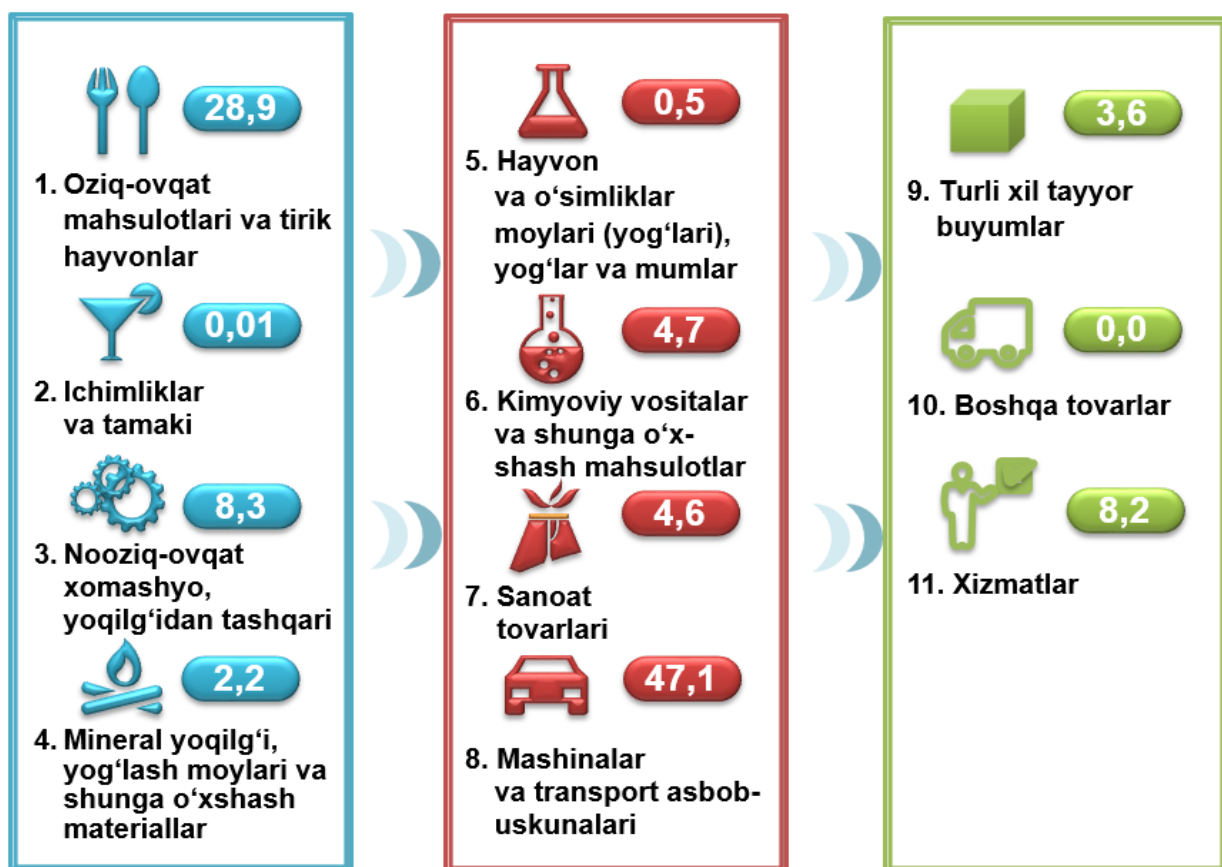 28,9
1. Oziq-ovqat
mahsulotlari va tirik
hayvonlar
0,01
2. Ichimliklar
va tamaki
8,3
3. Nooziq-ovqat
xomashyo,
yoqilg‘idan tashqari
2,2
4. Mineral yoqilg‘i,
yog‘lash moylari va
shunga o‘xshash
materiallar
0,5
5. Hayvon
va o‘simliklar
moylari (yog‘lari),
yog‘lar va mumlar
4,7
6. Kimyoviy vositalar
va shunga o‘x-
shash mahsulotlar
4,6
7. Sanoat
tovarlari
47,1
8. Mashinalar
va transport asbob-
uskunalari
3,6
9. Turli xil tayyor
buyumlar
0,0
10. Boshqa tovarlar
8,2
11. Xizmatlar